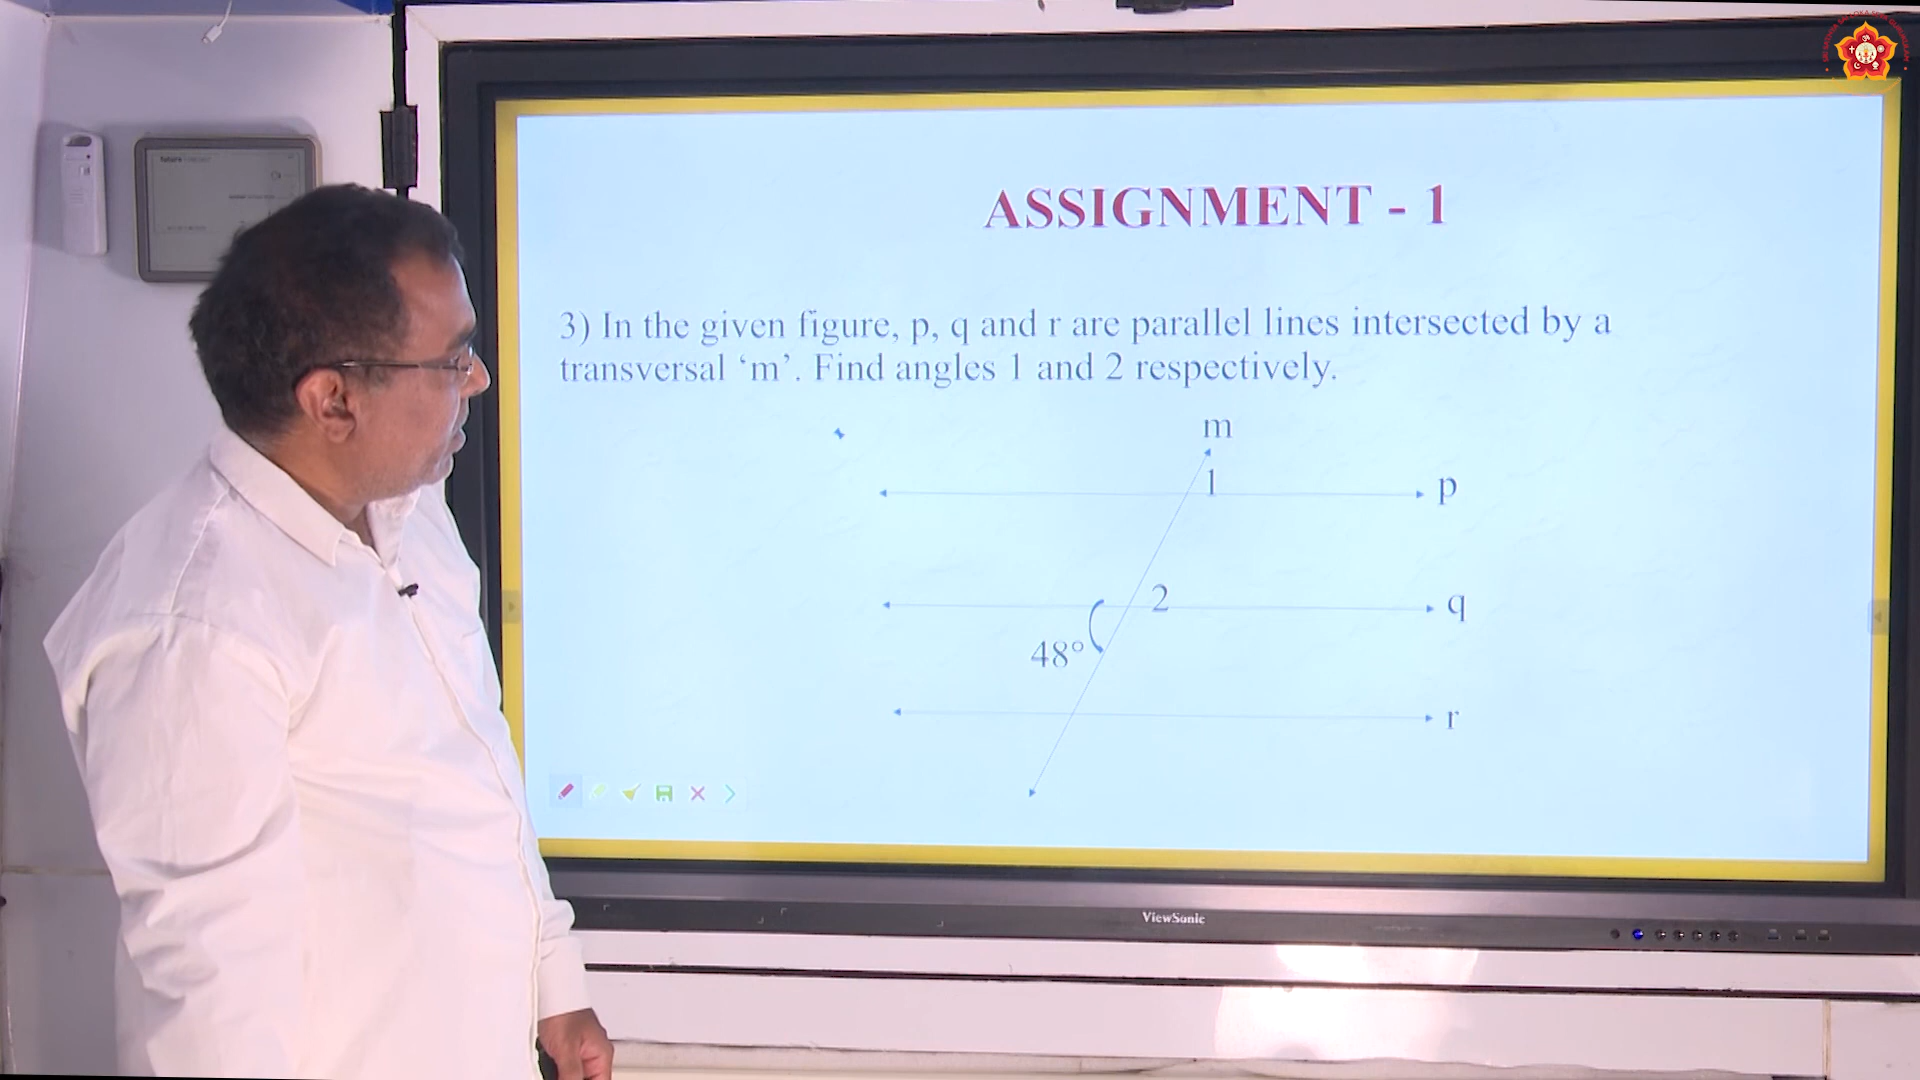 ASSIGNMENT - 1
3) In the given figure, p, q and r are parallel lines intersected by a
transversal ‘m’. Find angles 1 and 2 respectively.
m
1
p
2
q
48°
r
ViewSonic